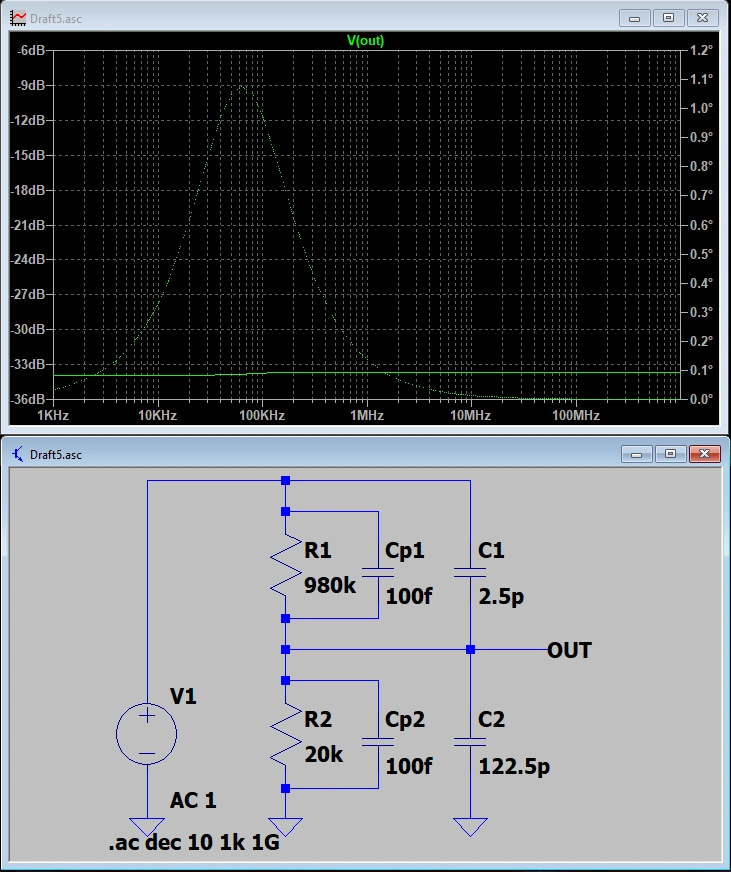 Draft5.asc
V(out)
-6dB
-9dB
-12dB
-15dB
-18dB
-21dB
-24dB
-27dB
-30dB
-33dB
-36dB
1.2°
1.1°
1.0°
0.9°
0.8°
0.7°
0.6°
0.5°
0.4°
0.3°
0.2°
0.1°
0.0°
1KHz 10KHz 100KHz 1MHz 10MHz 100MHz
Draft5.asc
R1 Cp1 C1
980k 100f 2.5p
OUT
V1
R2 Cp2 C2
20k 100f 122.5p
AC 1
.ac dec 10 1k 1G